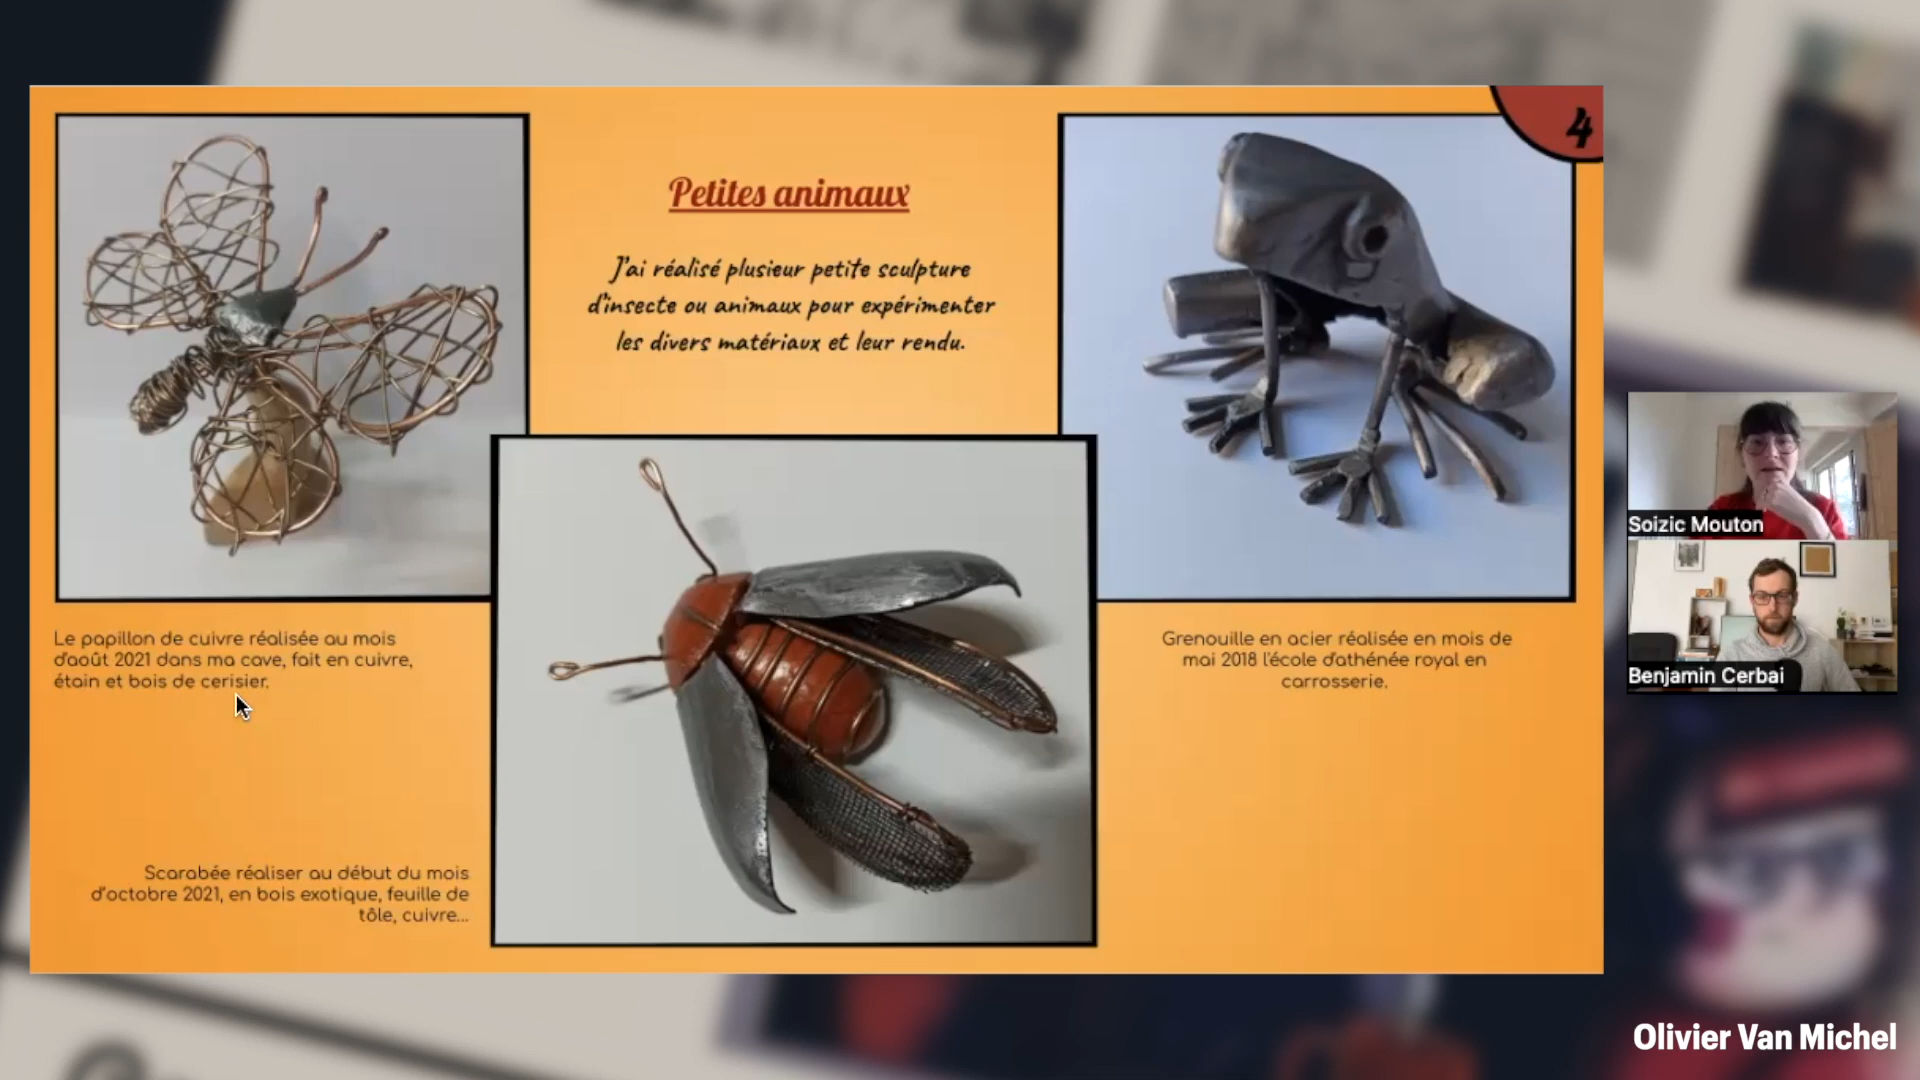 4
Petites animaux
J'ai réalisé plusieur petite sculpture
d'insecte ou animaux pour expérimenter
les divers matériaux et leur rendu.
Le papillon de cuivre réalisée au mois
d'août 2021 dans ma cave, fait en cuivre,
étain et bois de cerisier.
Grenouille en acier réalisée en mois de
mai 2018 l'école d'athénée royal en
carrosserie.
Scarabée réaliser au début du mois
d'octobre 2021, en bois exotique, feuille de
tôle, cuivre...
Soizic Mouton
Benjamin Cerbai
Olivier Van Michel